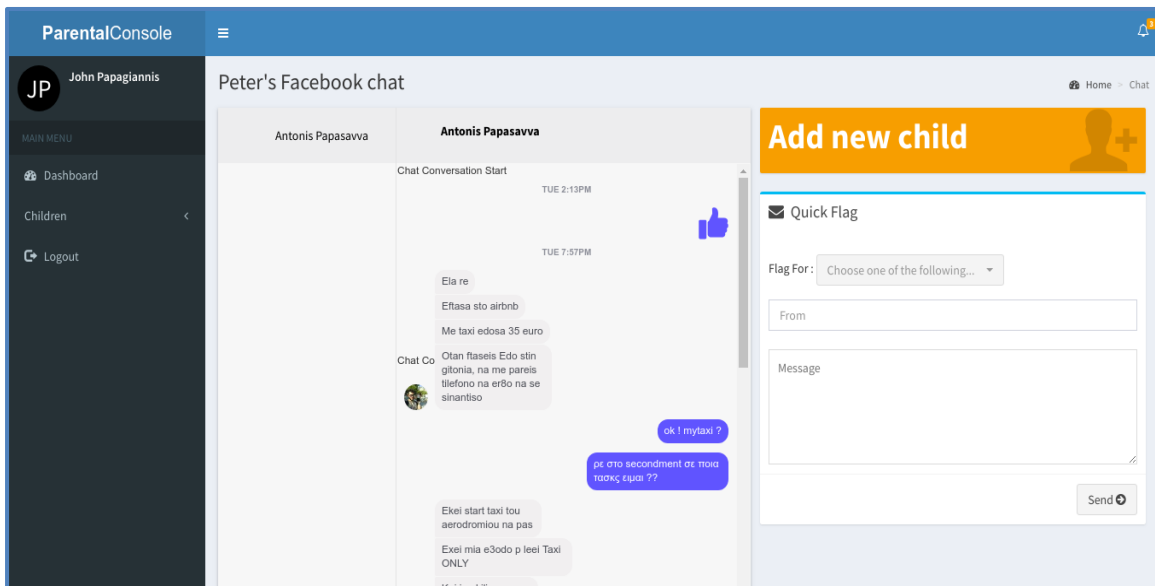 ParentalConsole
3
JP
John Papagiannis
Peter's Facebook chat
Home > Chat
MAIN MENU
Dashboard
Children
Logout
Antonis Papasavva
Antonis Papasavva
Chat Conversation Start
TUE 2:13PM
TUE 7:57PM
Ela re
Eftasa sto airbnb
Me taxi edosa 35 euro
Chat Co
Otan ftaseis Edo stin
gitonia, na me pareis
tilefono na er8o na se
sinantiso
ok ! mytaxi ?
ρε στο secondment σε ποια
τασκς ειμαι ??
Ekei start taxi tou
aerodromiou na pas
Exei mia e3odo p leei Taxi
ONLY
Add new child
Quick Flag
Flag For :
Choose one of the following...
From
Message
Send